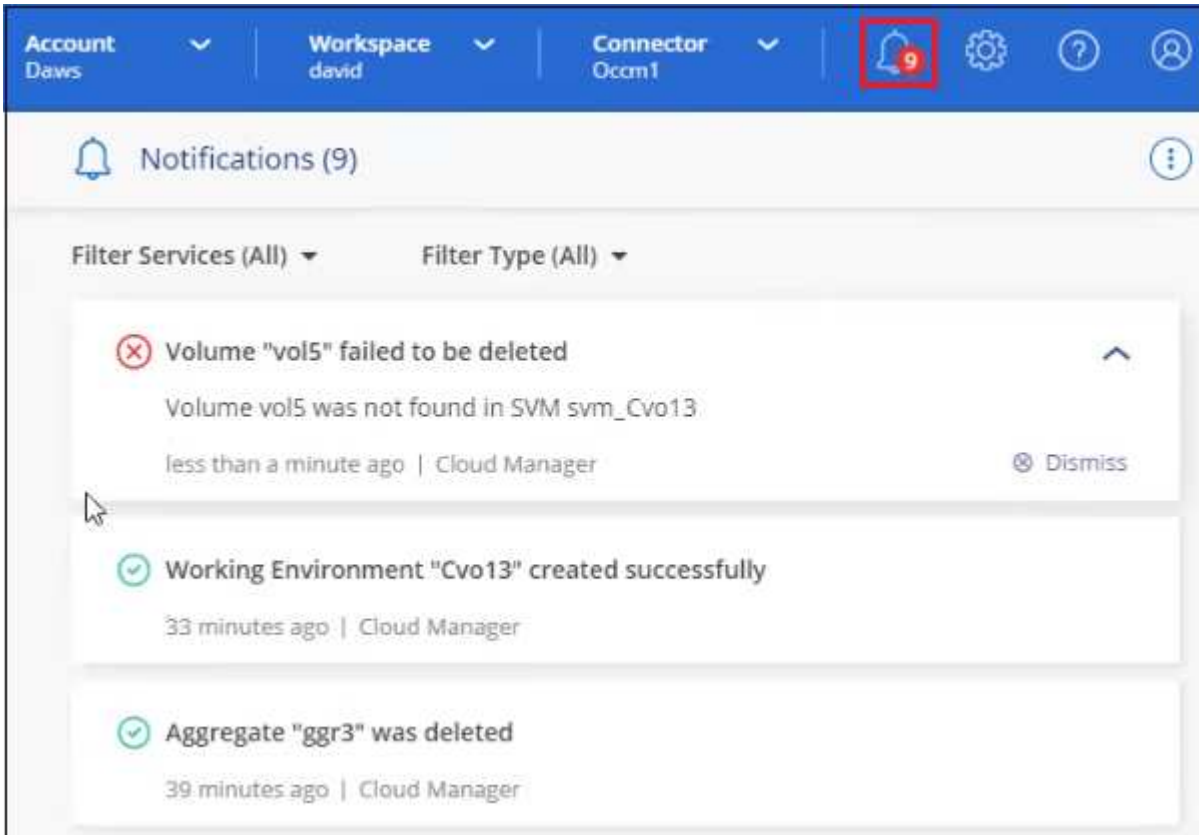 Account Workspace Connector
Daws david Occm1
9
Notifications (9)
Filter Services (All) Filter Type (All)
Volume "vol5" failed to be deleted
Volume vol5 was not found in SVM svm_Cvo13
less than a minute ago | Cloud Manager Dismiss
Working Environment "Cvo13" created successfully
33 minutes ago | Cloud Manager
Aggregate "ggr3" was deleted
39 minutes ago | Cloud Manager